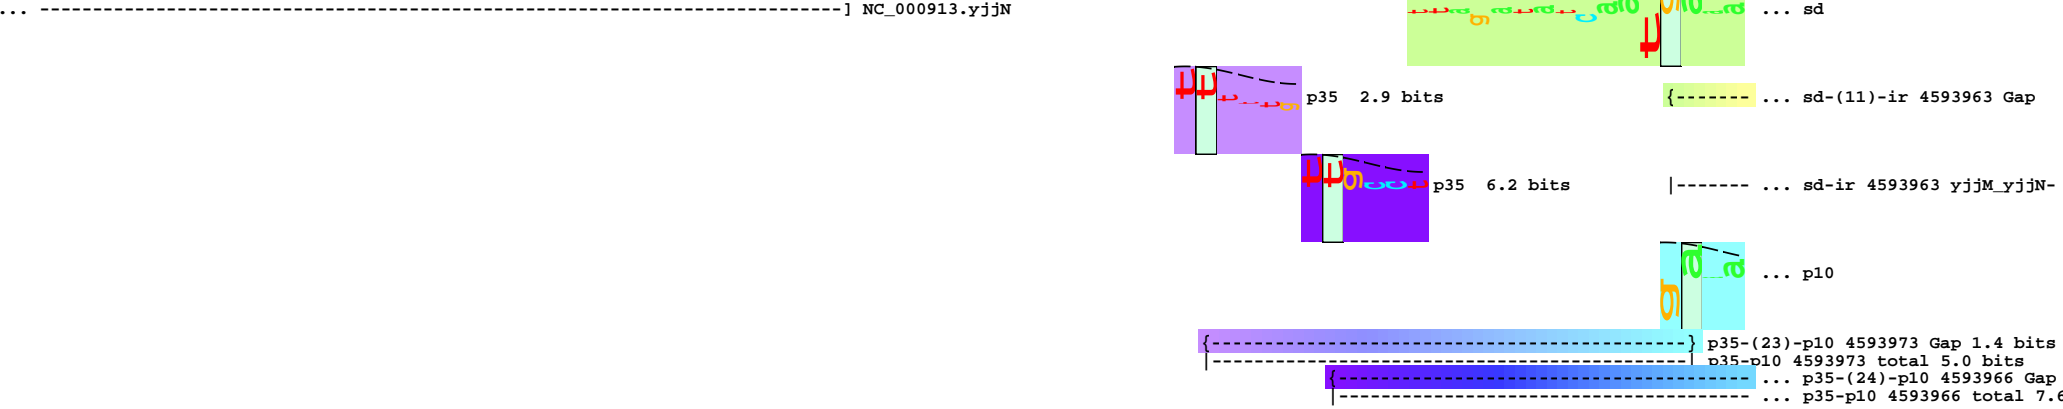 ... ---------------------------------------------------------------------------] NC_000913.yjjN
... sd
p35 2.9 bits
{------- ... sd-(11)-ir 4593963 Gap
p35 6.2 bits
|------- ... sd-ir 4593963 yjjM_yjjN-
... p10
{---------------------------------------------} p35-(23)-p10 4593973 Gap 1.4 bits
|---------------------------------------------| p35-p10 4593973 total 5.0 bits
{--------------------------------------- ... p35-(24)-p10 4593966 Gap
|--------------------------------------- ... p35-p10 4593966 total 7.6